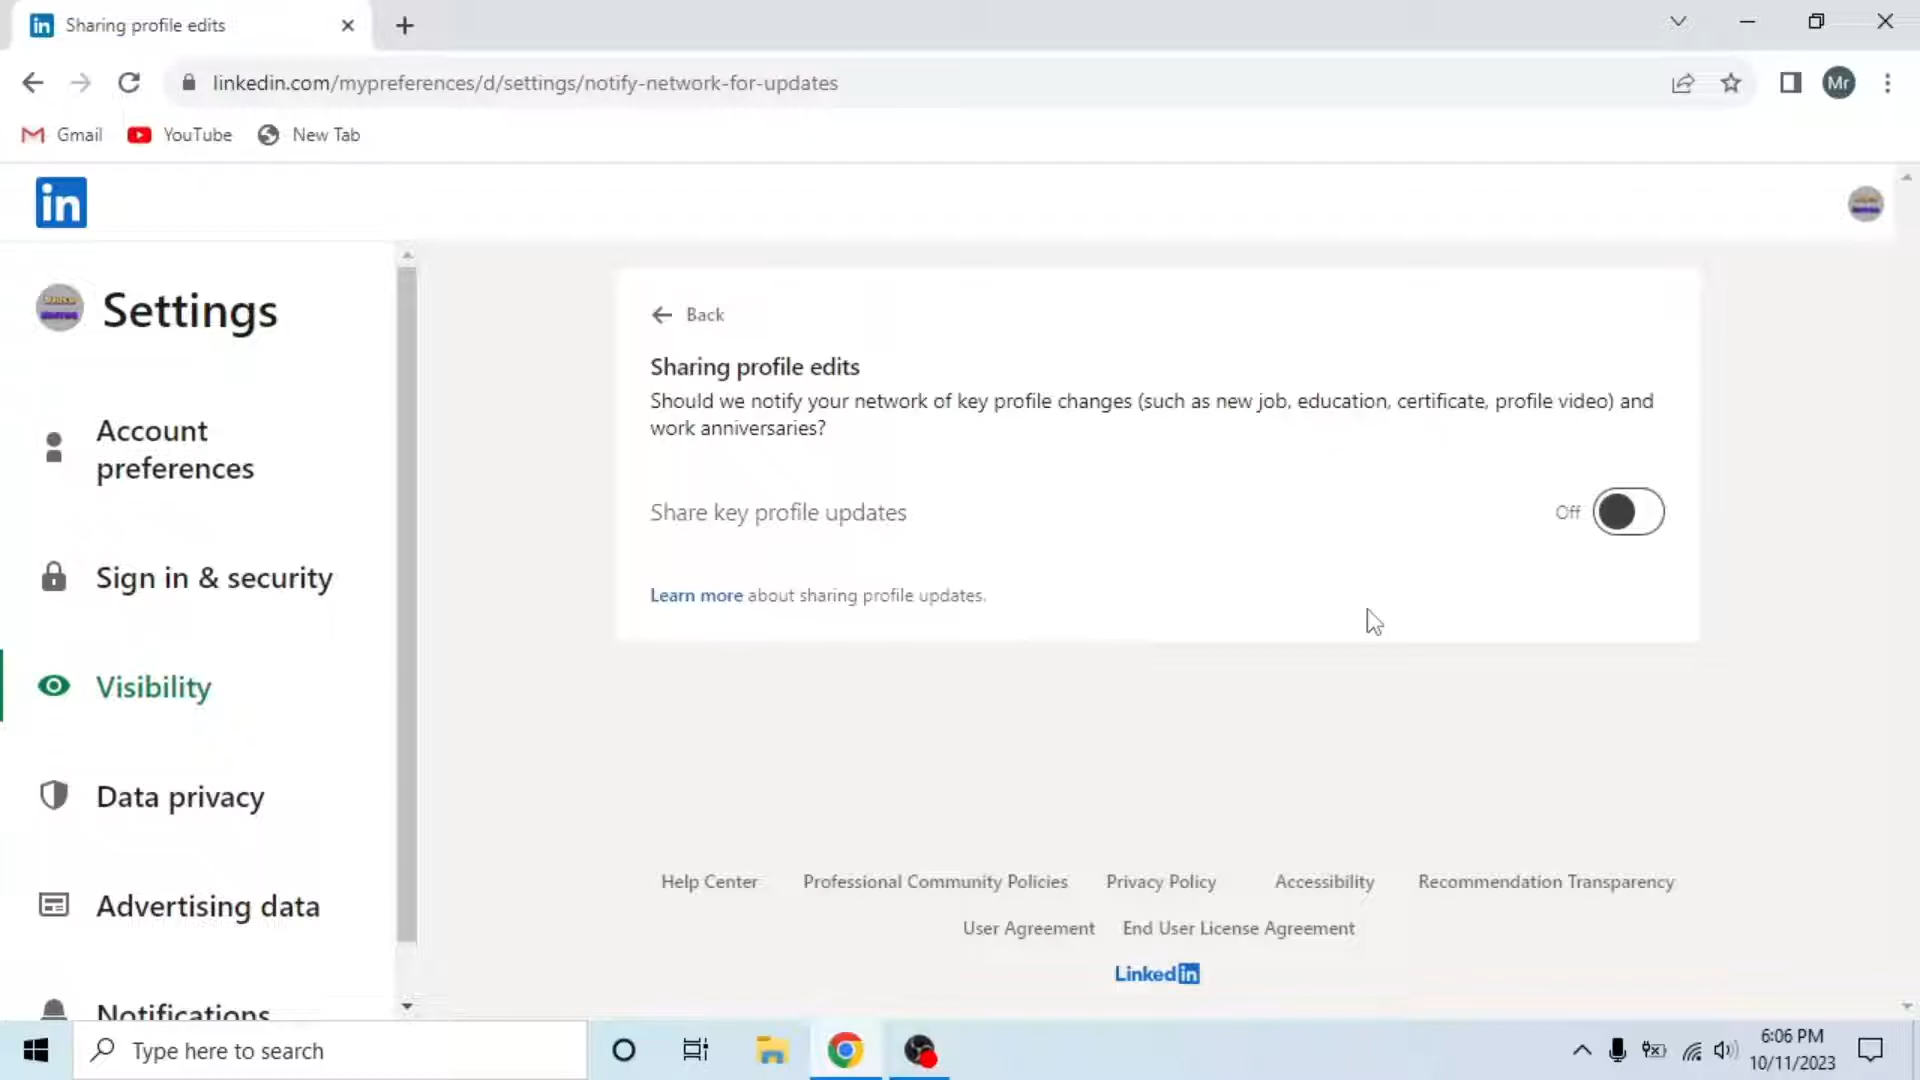 in Sharing profile edits
linkedin.com/mypreferences/d/settings/notify-network-for-updates
Mr
Gmail YouTube New Tab
in
Settings
Account
preferences
Sign in & security
Visibility
Data privacy
Advertising data
Notifications
Back
Sharing profile edits
Should we notify your network of key profile changes (such as new job, education, certificate, profile video) and
work anniversaries?
Share key profile updates Off
Learn more about sharing profile updates.
Help Center Professional Community Policies Privacy Policy Accessibility Recommendation Transparency
User Agreement End User License Agreement
Linkedin
Type here to search
6:06 PM
10/11/2023